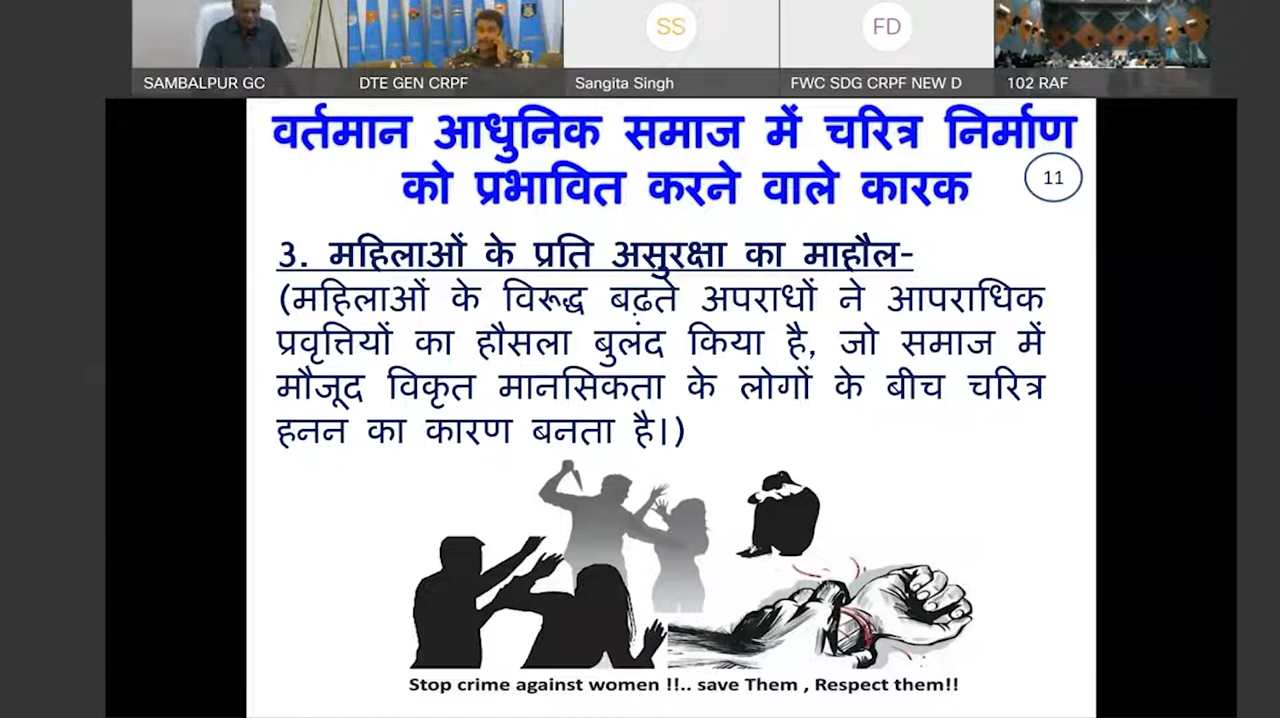 SS
FD
SAMBALPUR GC
DTE GEN CRPF
Sangita Singh
FWC SDG CRPF NEW D
102 RAF
वर्तमान आधुनिक समाज में चरित्र निर्माण
को प्रभावित करने वाले कारक
11
3. महिलाओं के प्रति असुरक्षा का माहौल-
(महिलाओं के विरूद्ध बढ़ते अपराधों ने आपराधिक
प्रवृत्तियों का हौसला बुलंद किया है, जो समाज में
मौजूद विकृत मानसिकता के लोगों के बीच चरित्र
हनन का कारण बनता है।)
Stop crime against women !!.. save Them , Respect them!!